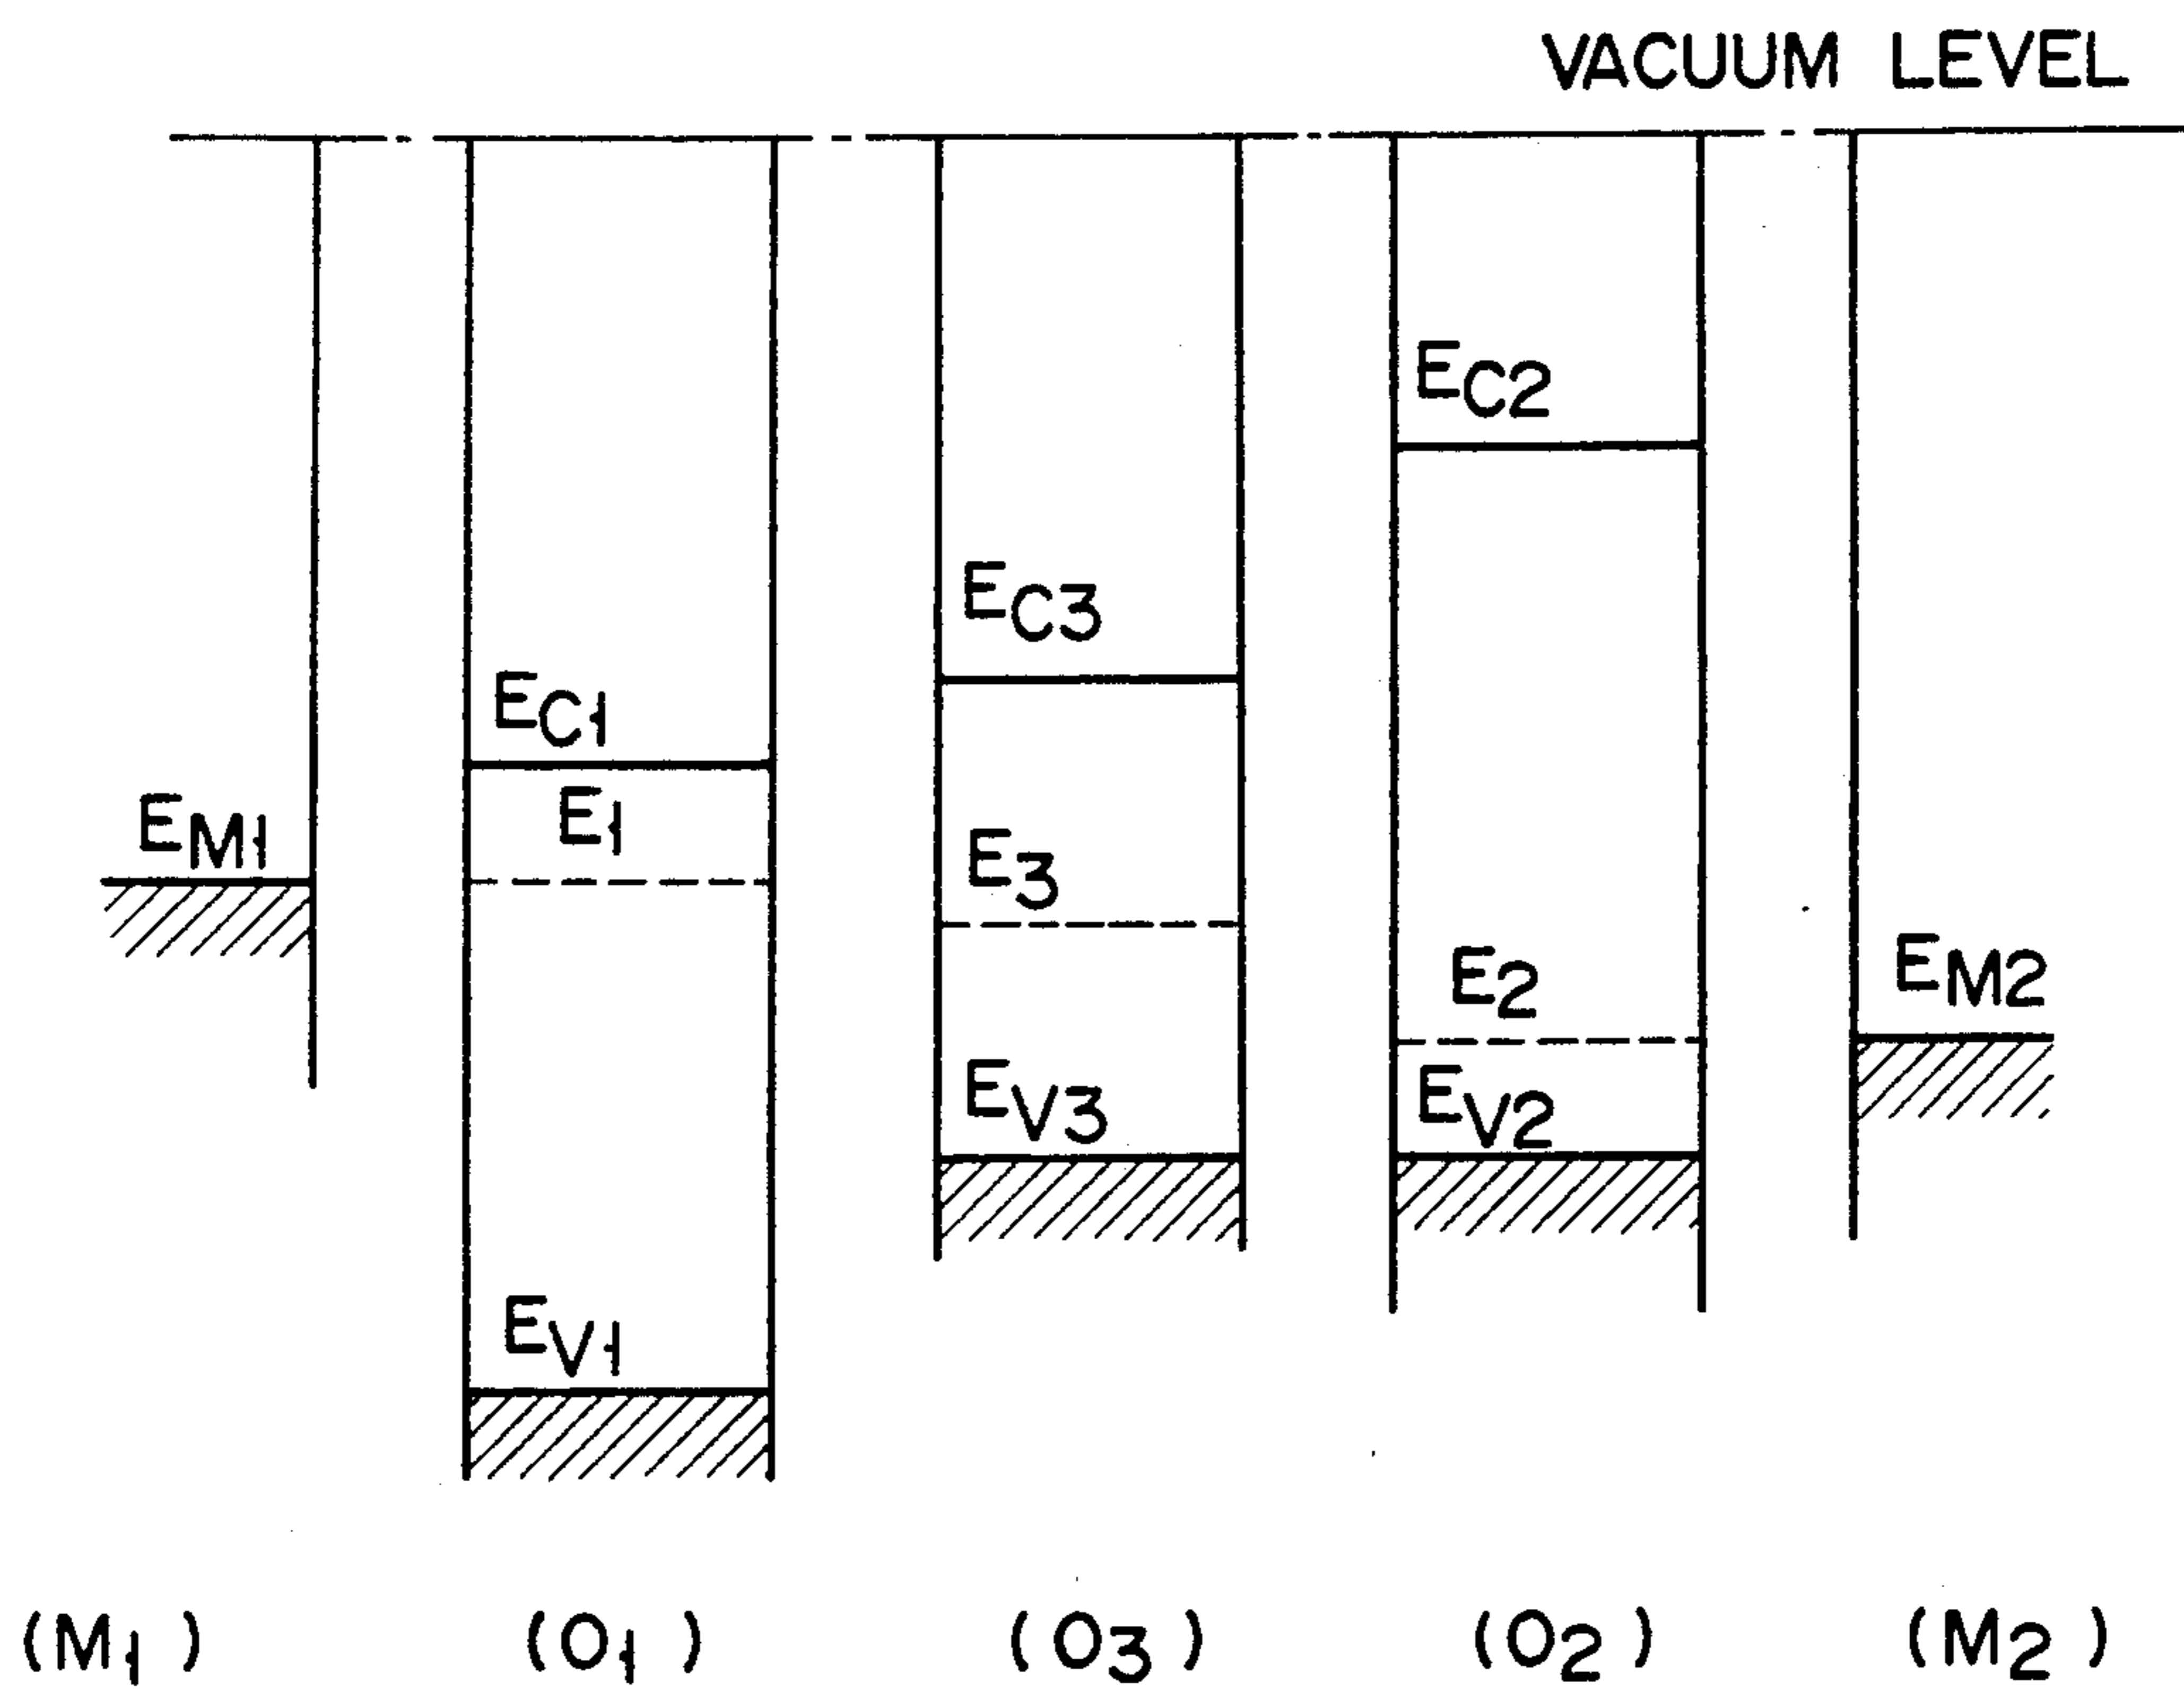 VACUUM LEVEL
EC2
EC3
EC1
E1
EM1
E3
E2
EM2
EV3
EV2
EV1
(M1) (O1) (O3) (O2) (M2)